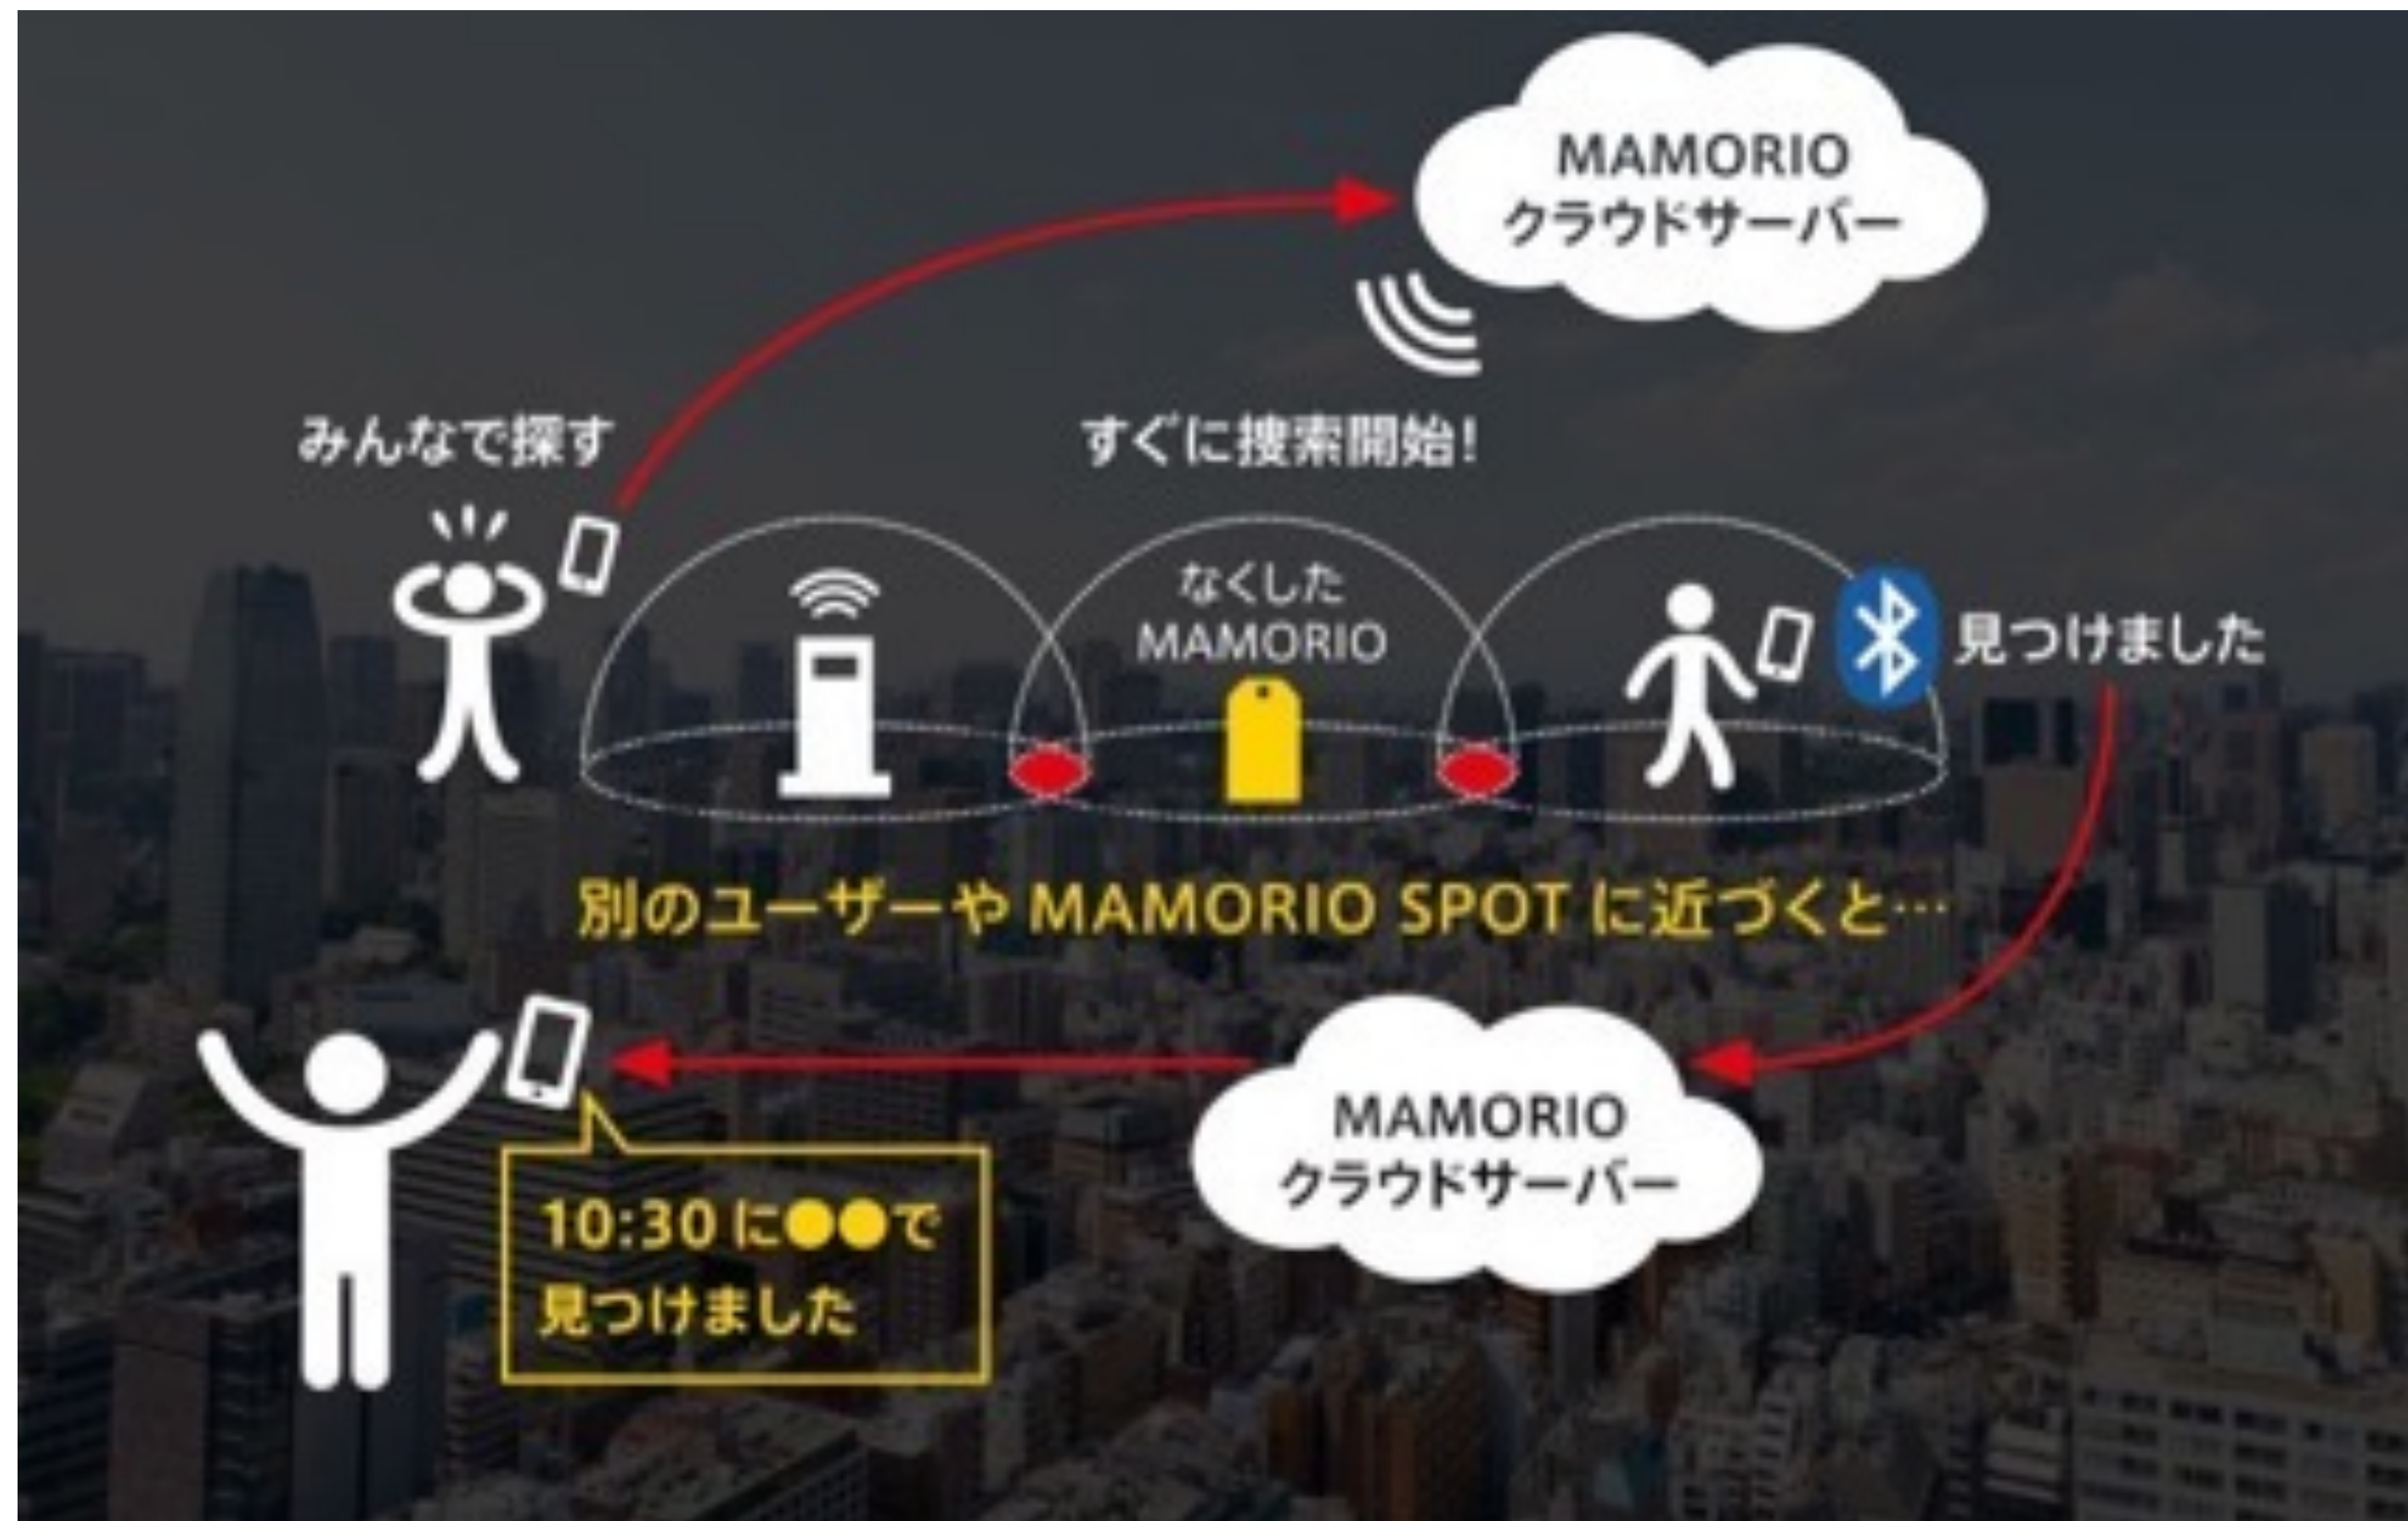 MAMORIO
クラウドサーバー
みんなで探す
すぐに捜索開始!
なくした
MAMORIO
見つけました
別のユーザーや MAMORIO SPOT に近づくと…
MAMORIO
クラウドサーバー
10:30 に●●で
見つけました